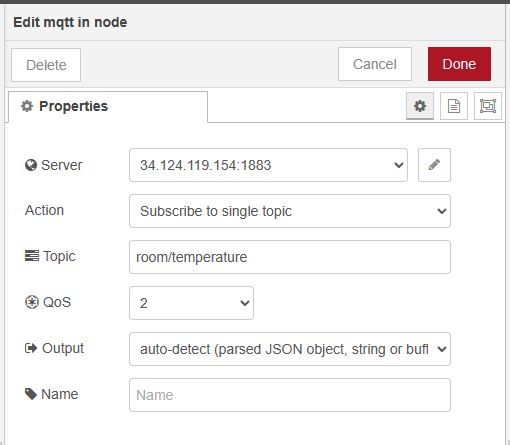 Edit mqtt in node
Delete Cancel Done
Properties
Server 34.124.119.154:1883
Action Subscribe to single topic
Topic room/temperature
QoS 2
Output auto-detect (parsed JSON object, string or buff
Name Name